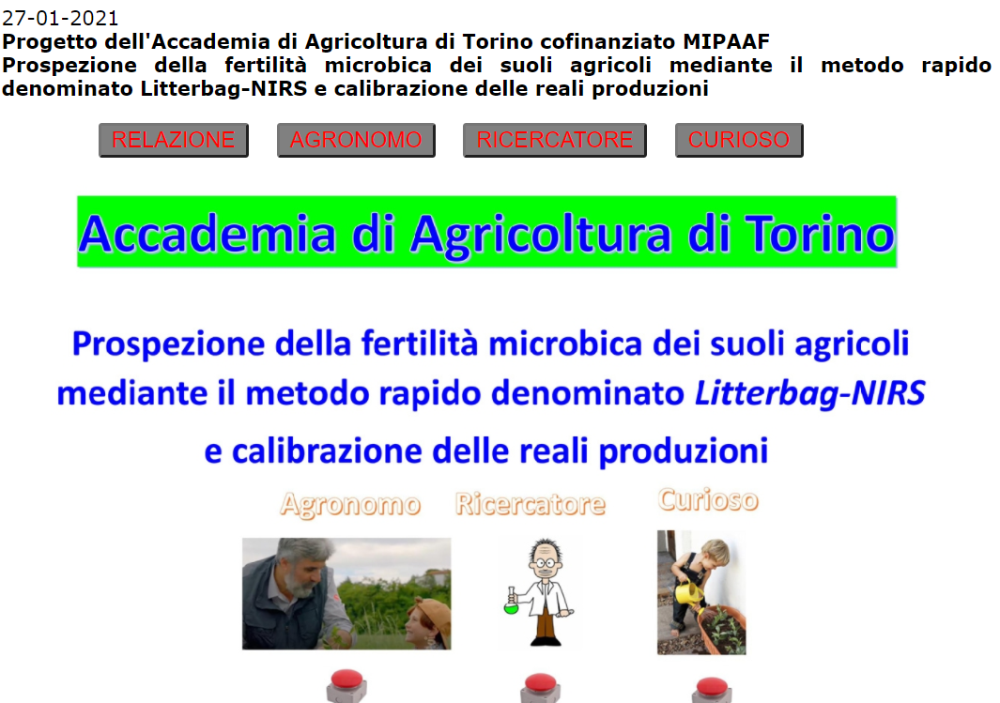 27-01-2021
Progetto dell'Accademia di Agricoltura di Torino cofinanziato MIPAAF
Prospezione della fertilità microbica dei suoli agricoli mediante il metodo rapido
denominato Litterbag-NIRS e calibrazione delle reali produzioni
RELAZIONE AGRONOMO RICERCATORE CURIOSO
Accademia di Agricoltura di Torino
Prospezione della fertilità microbica dei suoli agricoli
mediante il metodo rapido denominato Litterbag-NIRS
e calibrazione delle reali produzioni
Agronomo Ricercatore Curioso